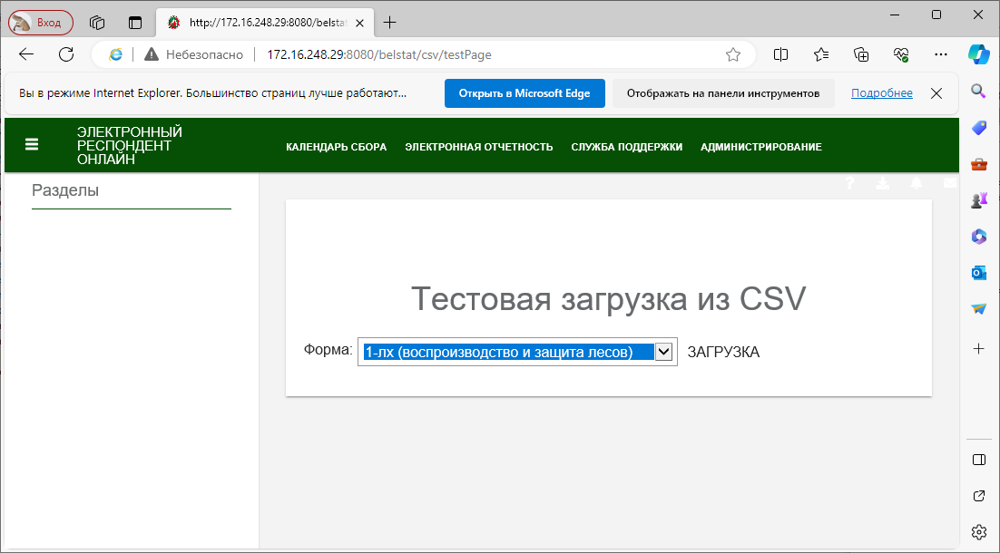 Вход
http://172.16.248.29:8080/belsta
Небезопасно
172.16.248.29:8080/belstat/csv/testPage
Вы в режиме Internet Explorer. Большинство страниц лучше работают...
Открыть в Microsoft Edge
Отображать на панели инструментов
Подробнее
ЭЛЕКТРОННЫЙ
РЕСПОНДЕНТ
ОНЛАЙН
КАЛЕНДАРЬ СБОРА
ЭЛЕКТРОННАЯ ОТЧЕТНОСТЬ
СЛУЖБА ПОДДЕРЖКИ
АДМИНИСТРИРОВАНИЕ
Разделы
Тестовая загрузка из CSV
Форма:
1-лх (воспроизводство и защита лесов)
ЗАГРУЗКА